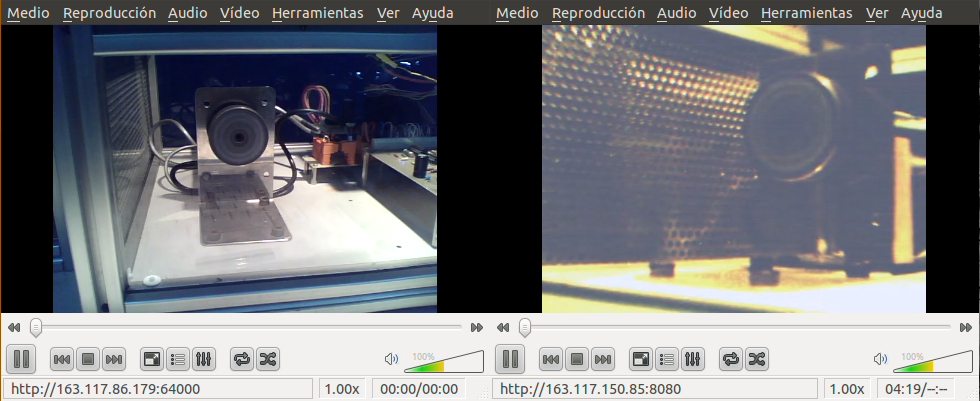 Medio Reproducción Audio Vídeo Herramientas Ver Ayuda
Medio Reproducción Audio Vídeo Herramientas Ver Ayuda
100%
100%
http://163.117.86.179:64000 1.00x 00:00/00:00
http://163.117.150.85:8080 1.00x 04:19/--:--